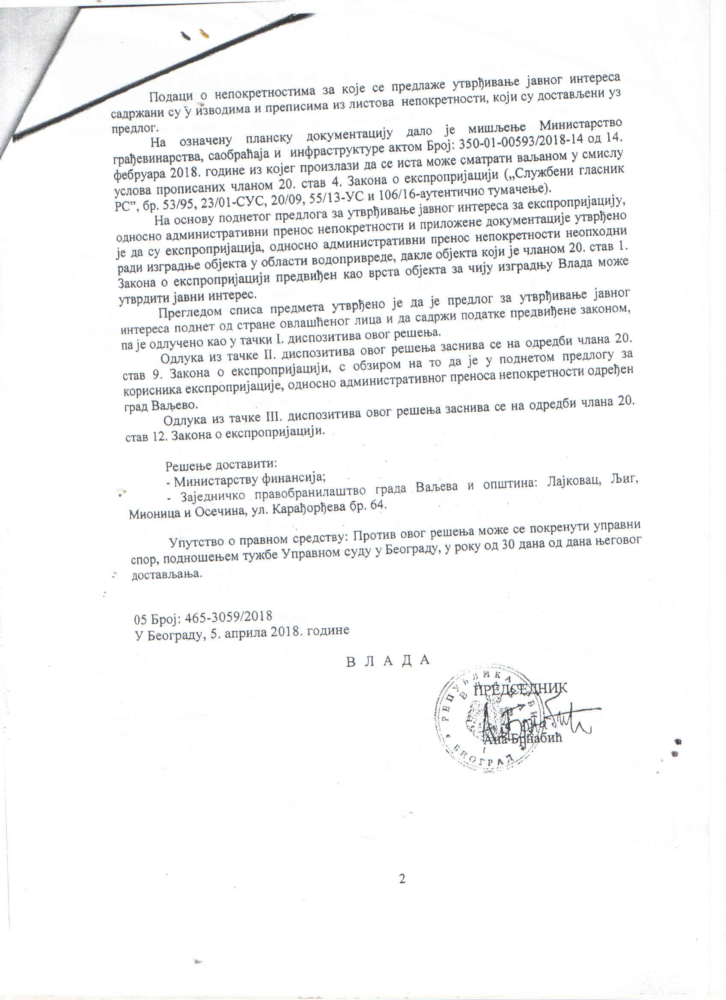 Подаци о непокретностима за које се предлаже утврђивање јавног интереса
садржани су у изводима и преписима из листова непокретности, који су достављени уз
предлог.
На означену планску документацију дало је мишљење Министарство
грађевинарства, саобраћаја и инфраструктуре актом Број: 350-01-00593/2018-14 од 14.
фебруара 2018. године из којег произлази да се иста може сматрати ваљаном у смислу
услова прописаних чланом 20. став 4. Закона о експропријацији („Службени гласник
РС”, бр. 53/95, 23/01-СУС, 20/09, 55/13-УС и 106/16-аутентично тумачење).
На основу поднетог предлога за утврђивање јавног интереса за експропријацију,
односно административни пренос непокретности и приложене документације утврђено
је да су експропријација, односно административни пренос непокретности неопходни
ради изградње објекта у области водопривреде, дакле објекта који је чланом 20. став 1.
Закона о експропријацији предвиђен као врста објекта за чију изградњу Влада може
утврдити јавни интерес.
Прегледом списа предмета утврђено је да је предлог за утврђивање јавног
интереса поднет од стране овлашћеног лица и да садржи податке предвиђене законом,
па је одлучено као у тачки I. диспозитива овог решења.
Одлука из тачке II. диспозитива овог решења заснива се на одредби члана 20.
став 9. Закона о експропријацији, с обзиром на то да је у поднетом предлогу за
корисника експропријације, односно административног преноса непокретности одређен
град Ваљево.
Одлука из тачке III. диспозитива овог решења заснива се на одредби члана 20.
став 12. Закона о експропријацији.
Решење доставити:
- Министарству финансија;
- Заједничко правобранилаштво града Ваљева и општина: Лајковац, Љиг,
Мионица и Осечина, ул. Карађорђева бр. 64.
Упутство о правном средству: Против овог решења може се покренути управни
спор, подношењем тужбе Управном суду у Београду, у року од 30 дана од дана његовог
достављања.
05 Број: 465-3059/2018
У Београду, 5. априла 2018. године
В Л А Д А
ПРЕДСЕДНИК
Ана Брнабић
РЕПУБЛИКА
БЕОГРАД
2